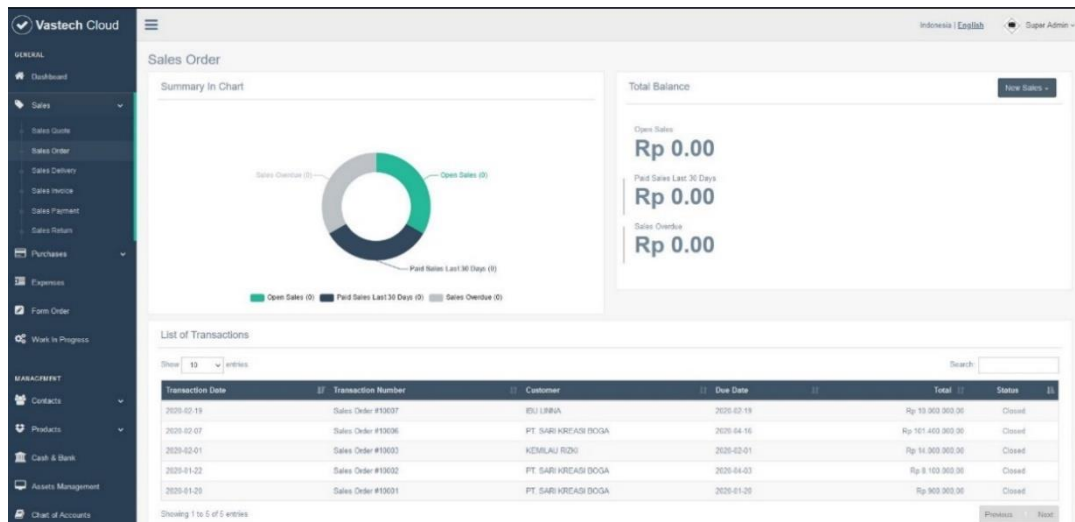 Vastech Cloud
Indonesia | English
Super Admin
GENERAL
Dashboard
Sales
Sales Quote
Sales Order
Sales Delivery
Sales Invoice
Sales Payment
Sales Return
Purchases
Expenses
Form Order
Work In Progress
MANAGEMENT
Contacts
Products
Cash & Bank
Assets Management
Chart of Accounts
Sales Order
Summary In Chart
Sales Overdue (0)
Open Sales (0)
Paid Sales Last 30 Days (0)
Open Sales (0) Paid Sales Last 30 Days (0) Sales Overdue (0)
Total Balance
New Sales
Open Sales
Rp 0.00
Paid Sales Last 30 Days
Rp 0.00
Sales Overdue
Rp 0.00
List of Transactions
Show 10 entries
Search:
Transaction Date Transaction Number Customer Due Date Total Status
2020-02-19 Sales Order #10007 IBU LINNA 2020-02-19 Closed
2020-02-07 Sales Order #10006 PT. SARI KREASI BOGA 2020-04-16 Closed
2020-02-01 Sales Order #10003 KEMILAU RIZKI 2020-02-01 Closed
2020-01-22 Sales Order #10002 PT. SARI KREASI BOGA 2020-04-03 Closed
2020-01-20 Sales Order #10001 PT. SARI KREASI BOGA 2020-01-20 Closed
Showing 1 to 5 of 5 entries
Previous 1 Next